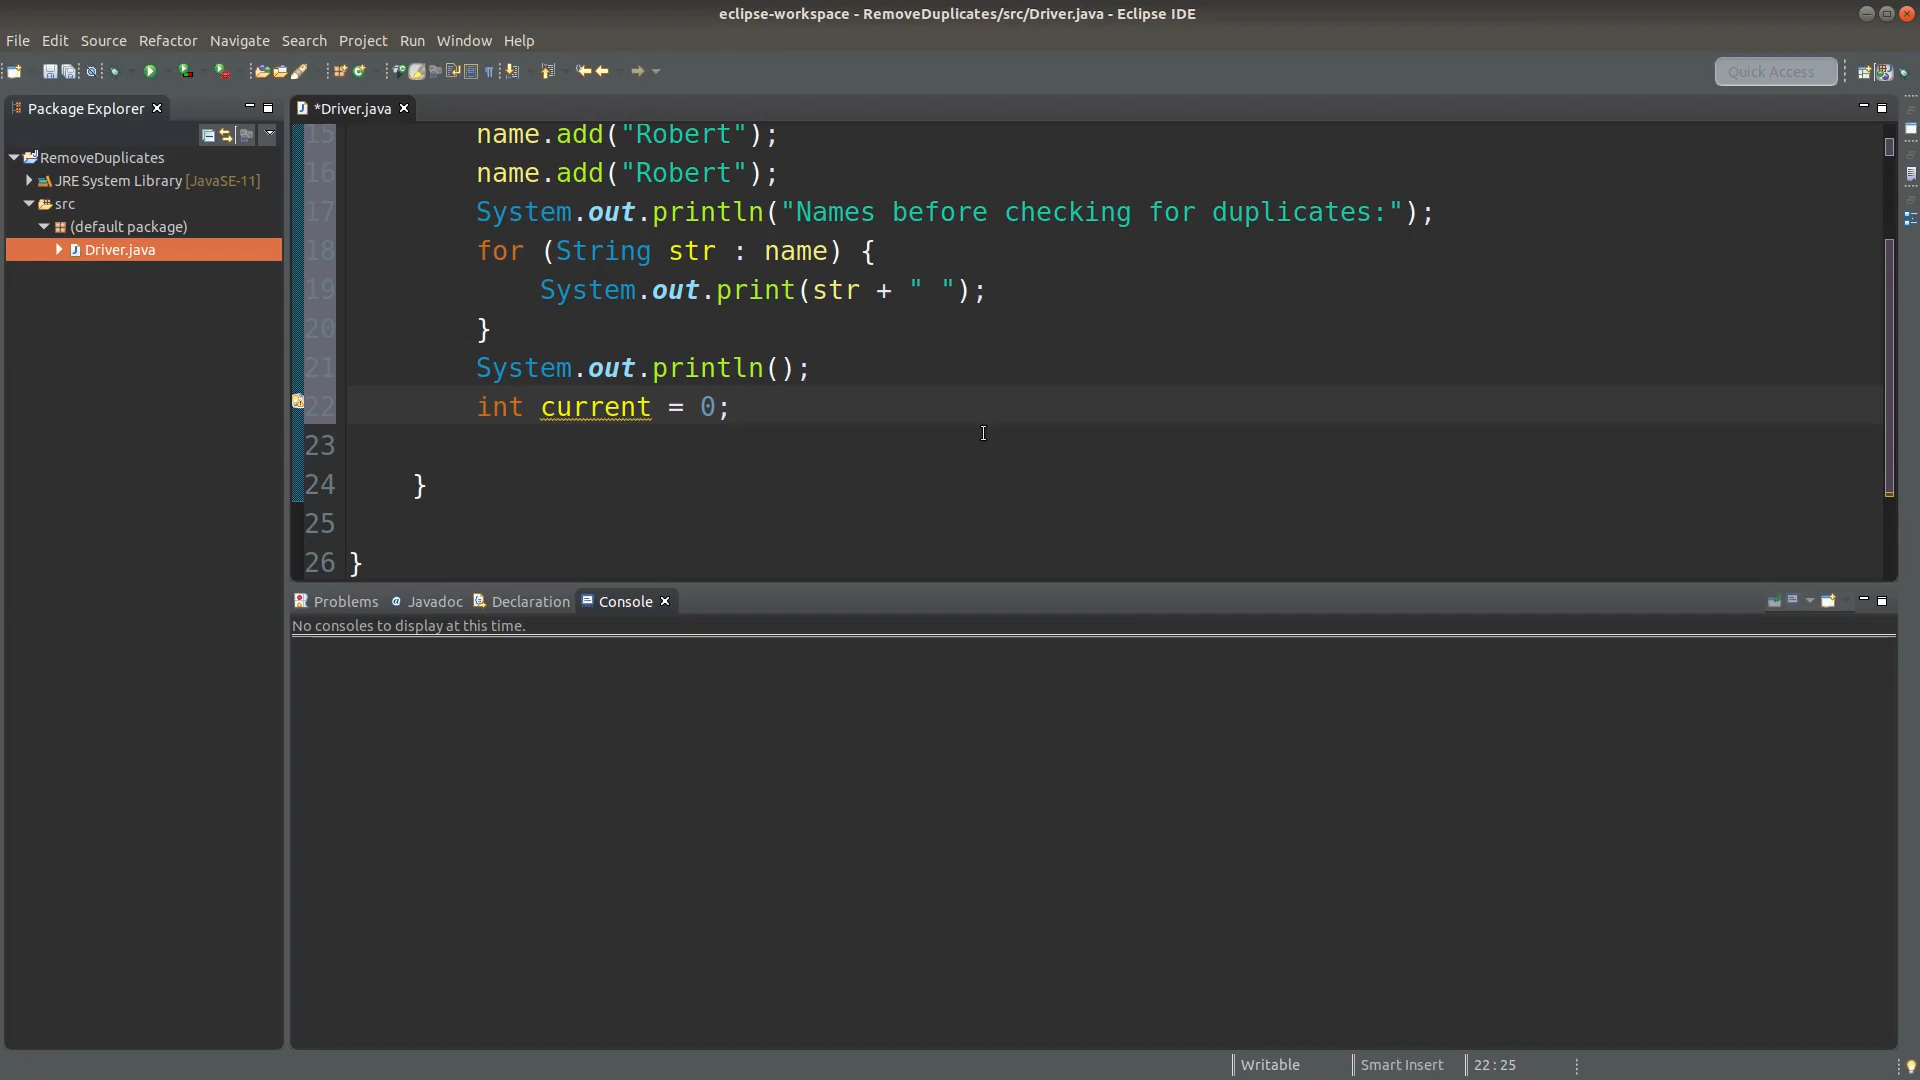 eclipse-workspace - RemoveDuplicates/src/Driver.java - Eclipse IDE
File Edit Source Refactor Navigate Search Project Run Window Help
Quick Access
Package Explorer
*Driver.java
RemoveDuplicates
JRE System Library [JavaSE-11]
src
(default package)
Driver.java
15 name.add("Robert");
16 name.add("Robert");
17 System.out.println("Names before checking for duplicates:");
18 for (String str : name) {
19 System.out.print(str + " ");
20 }
21 System.out.println();
22 int current = 0;
23
24 }
25
26 }
Problems Javadoc Declaration Console
No consoles to display at this time.
Writable Smart Insert 22 : 25